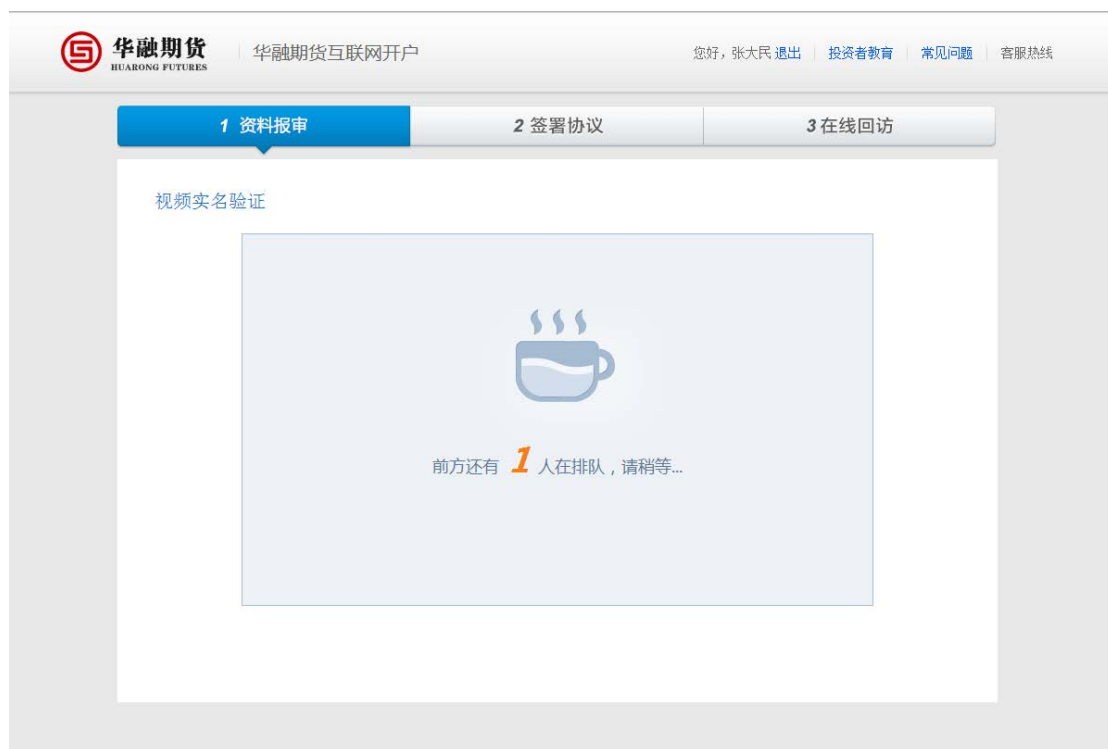 华融期货
HUARONG FUTURES
华融期货互联网开户
您好，张大民 退出 投资者教育 常见问题 客服热线
1 资料报审
2 签署协议
3 在线回访
视频实名验证
前方还有 1 人在排队，请稍等...